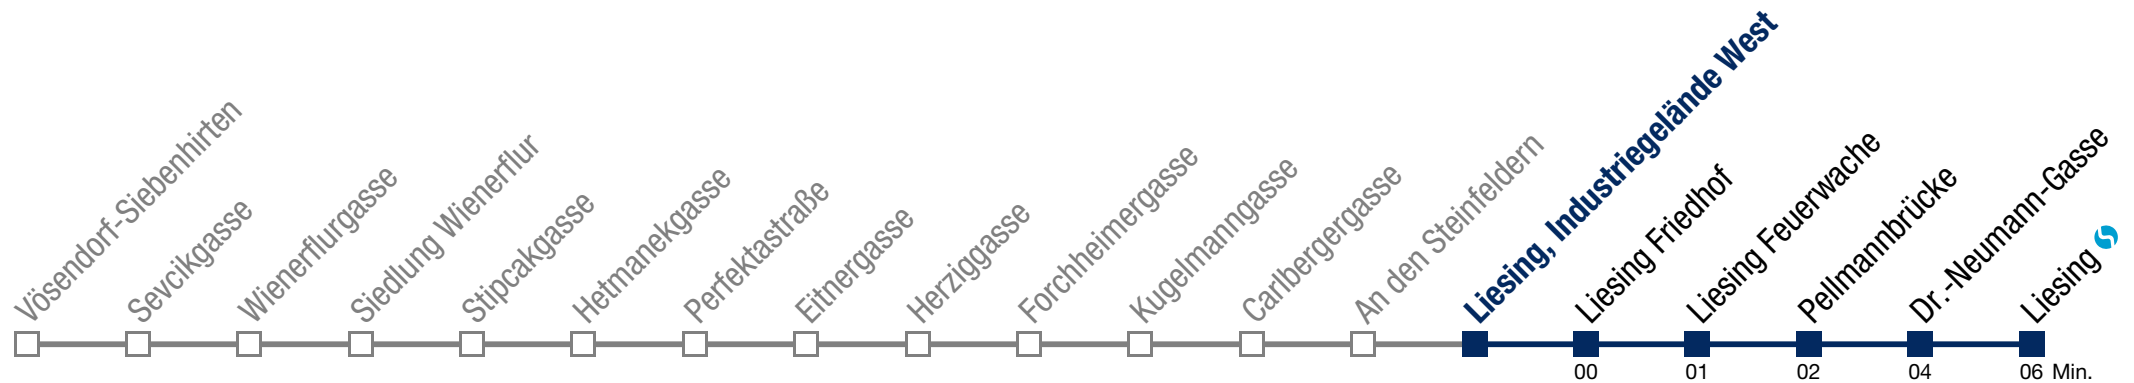 Vösendorf-Siebenhirten
Sevcikgasse
Wienerflurgasse
Siedlung Wienerflur
Stipcakgasse
Hetmanekgasse
Perfektastraße
Eitnergasse
Herziggasse
Forchheimergasse
Kugelmanngasse
Carlbergergasse
An den Steinfeldern
Liesing, Industriegelände West
Liesing Friedhof
Liesing Feuerwache
Pellmannbrücke
Dr.-Neumann-Gasse
Liesing
00 01 02 04 06 Min.